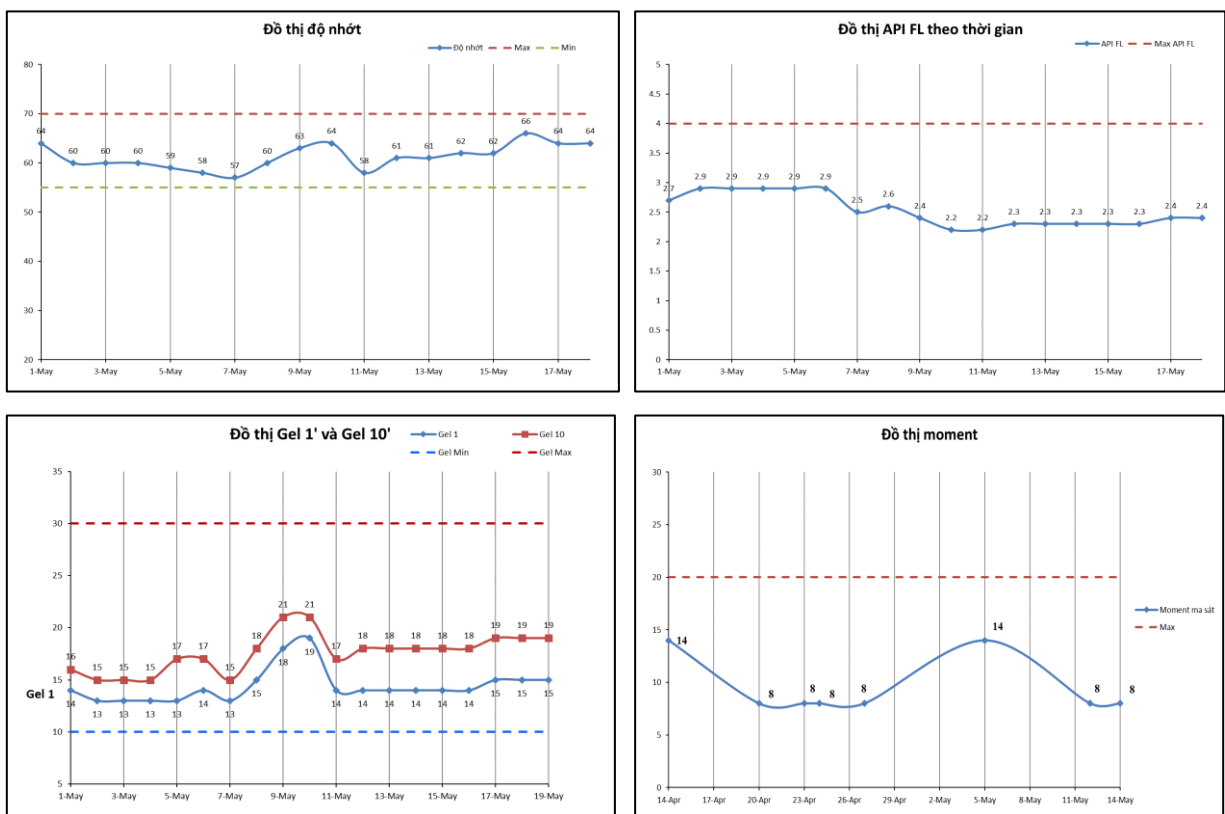 Đồ thị độ nhớt
Độ nhớt Max Min
80
70
60
50
40
30
20
64 60 60 60 59 58 57 60 63 64 58 61 61 62 62 66 64 64
1-May 3-May 5-May 7-May 9-May 11-May 13-May 15-May 17-May
Đồ thị API FL theo thời gian
API FL Max API FL
5
4.5
4
3.5
3
2.5
2
1.5
1
0.5
0
2.7 2.9 2.9 2.9 2.9 2.9 2.5 2.6 2.4 2.2 2.2 2.3 2.3 2.3 2.3 2.3 2.4 2.4
1-May 3-May 5-May 7-May 9-May 11-May 13-May 15-May 17-May
Đồ thị Gel 1' và Gel 10'
Gel 1 Gel 10
Gel Min Gel Max
35
30
25
20
15
10
5
Gel 1
16 15 15 15 17 17 15 18 21 21 17 18 18 18 18 18 19 19 19
14 13 13 13 13 14 13 15 18 19 14 14 14 14 14 14 15 15 15
1-May 3-May 5-May 7-May 9-May 11-May 13-May 15-May 17-May 19-May
Đồ thị moment
30
25
20
15
10
5
0
14 8 8 8 8 14 8 8
Moment ma sát
Max
14-Apr 17-Apr 20-Apr 23-Apr 26-Apr 29-Apr 2-May 5-May 8-May 11-May 14-May